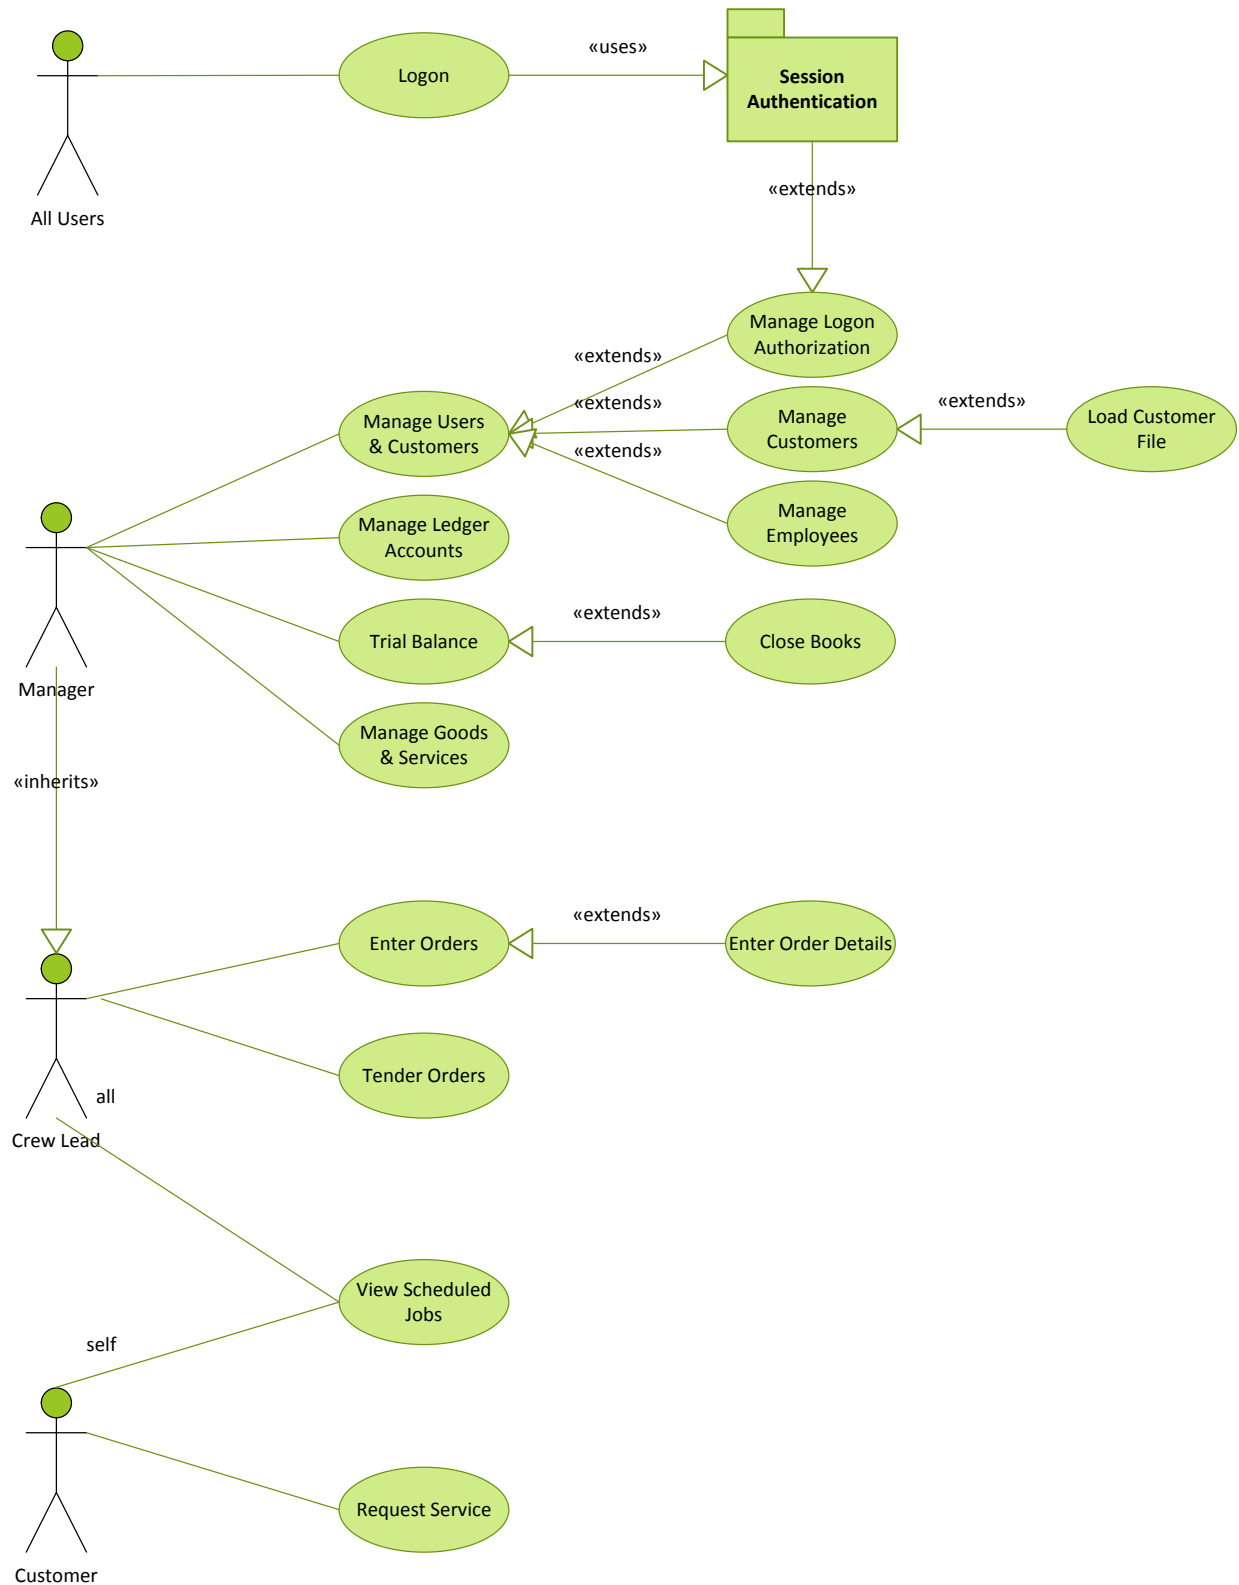 «uses»
Logon
Session
Authentication
«extends»
All Users
Manage Logon
Authorization
«extends»
«extends»
«extends»
Manage Users
& Customers
Manage
Customers
Load Customer
File
«extends»
Manage
Employees
Manage Ledger
Accounts
«extends»
Trial Balance
Close Books
Manager
Manage Goods
& Services
«inherits»
«extends»
Enter Orders
Enter Order Details
Tender Orders
all
Crew Lead
View Scheduled
Jobs
self
Request Service
Customer